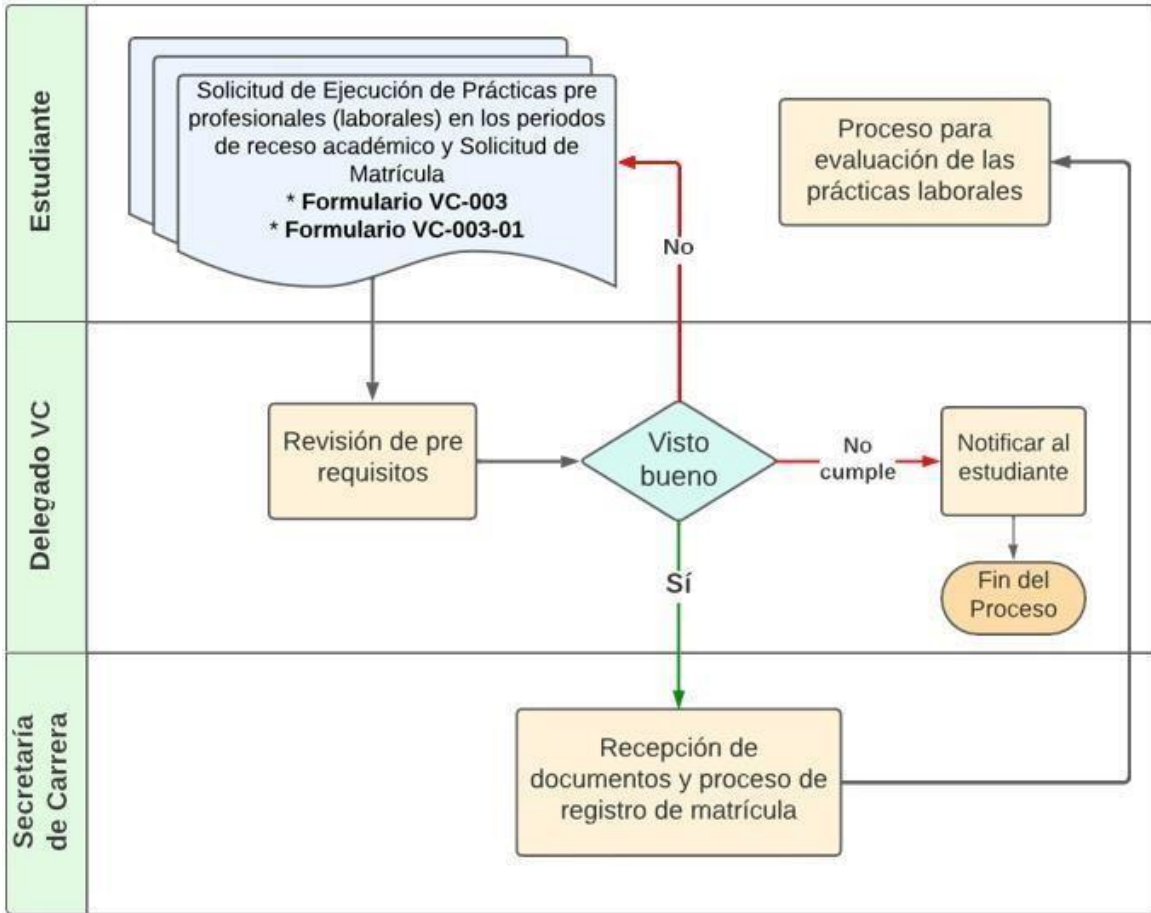 Estudiante
Solicitud de Ejecución de Prácticas pre
profesionales (laborales) en los periodos
de receso académico y Solicitud de
Matrícula
* Formulario VC-003
* Formulario VC-003-01
Proceso para
evaluación de las
prácticas laborales
No
Delegado VC
Revisión de pre
requisitos
Visto
bueno
No
cumple
Notificar al
estudiante
Sí
Fin del
Proceso
Secretaría
de Carrera
Recepción de
documentos y proceso de
registro de matrícula